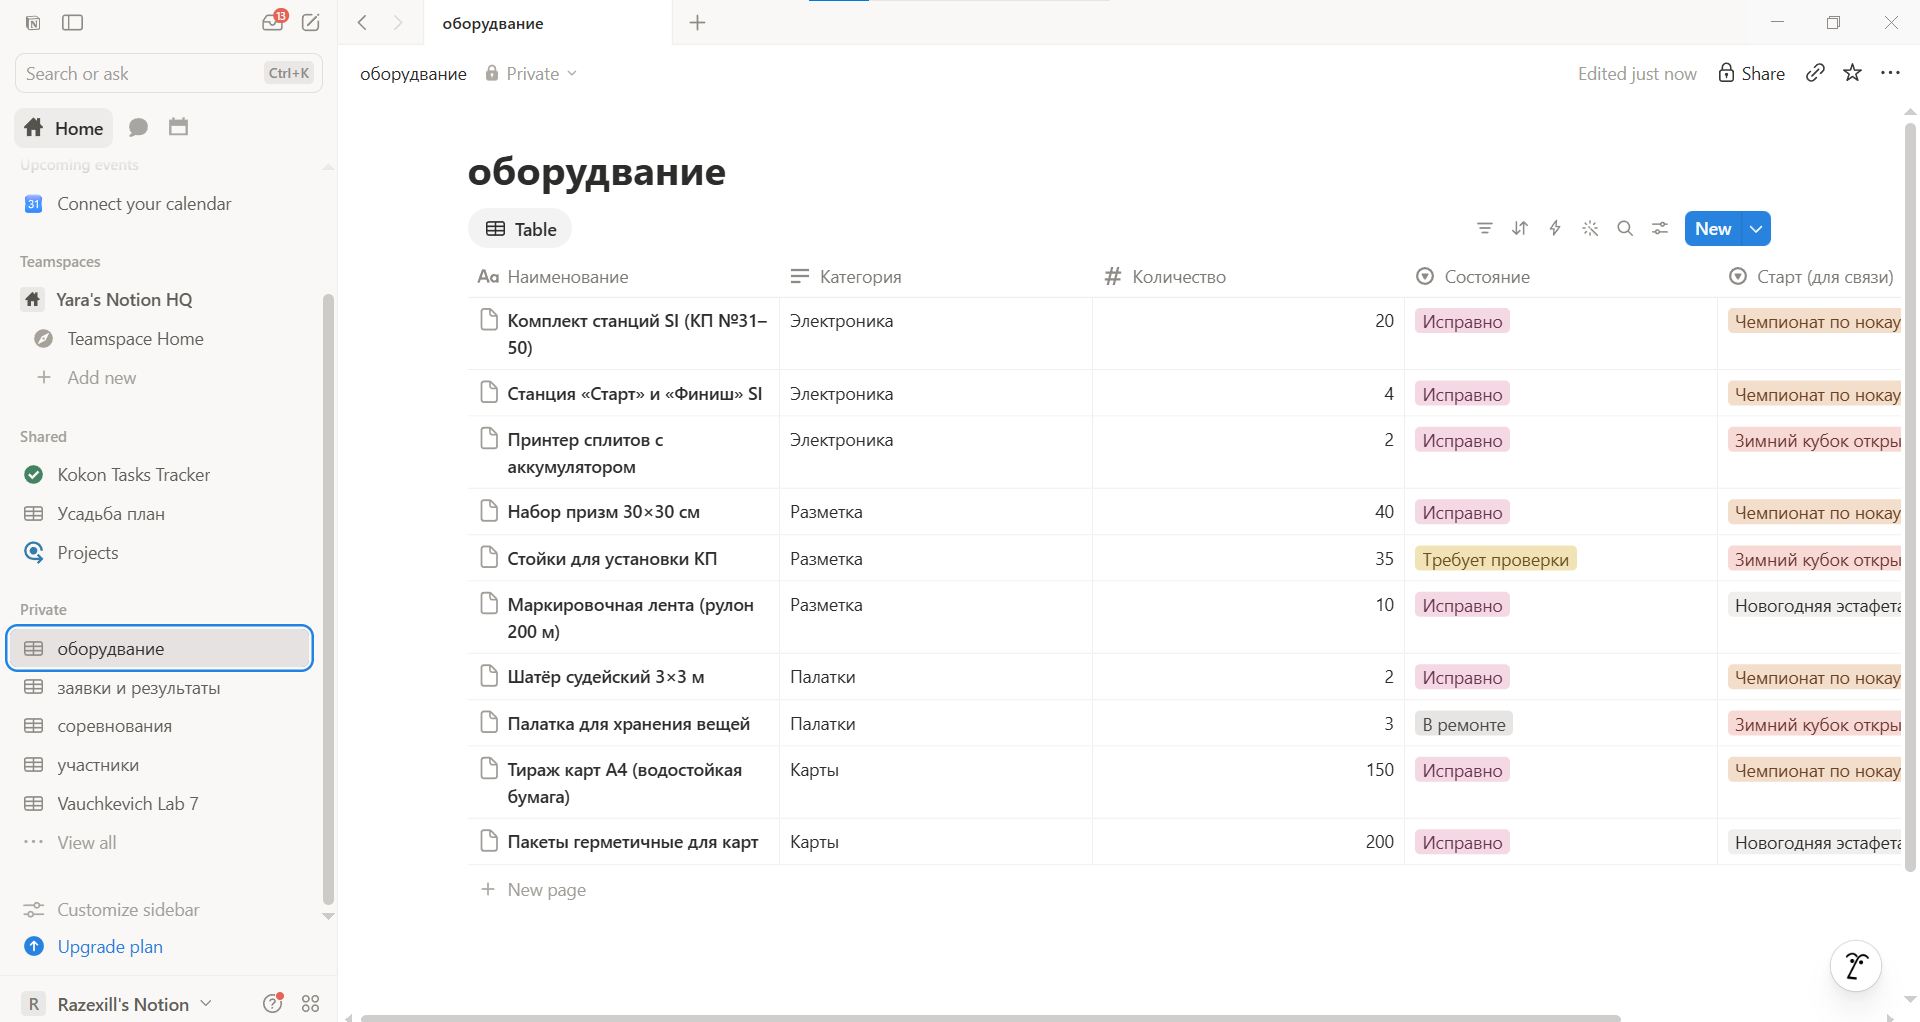 13
оборудвание
Search or ask Ctrl+K
оборудвание Private
Edited just now Share
Home
Upcoming events
31 Connect your calendar
Teamspaces
Yara's Notion HQ
Teamspace Home
Add new
Shared
Kokon Tasks Tracker
Усадьба план
Projects
Private
оборудвание
заявки и результаты
соревнования
участники
Vauchkevich Lab 7
View all
Customize sidebar
Upgrade plan
R Razexill's Notion
оборудвание
Table
New
Aa Наименование Категория # Количество Состояние Старт (для связи)
Комплект станций SI (КП №31–
50) Электроника 20 Исправно Чемпионат по нокау
Станция «Старт» и «Финиш» SI Электроника 4 Исправно Чемпионат по нокау
Принтер сплитов с
аккумулятором Электроника 2 Исправно Зимний кубок откры
Набор призм 30×30 см Разметка 40 Исправно Чемпионат по нокау
Стойки для установки КП Разметка 35 Требует проверки Зимний кубок откры
Маркировочная лента (рулон
200 м) Разметка 10 Исправно Новогодняя эстафета
Шатёр судейский 3×3 м Палатки 2 Исправно Чемпионат по нокау
Палатка для хранения вещей Палатки 3 В ремонте Зимний кубок откры
Тираж карт А4 (водостойкая
бумага) Карты 150 Исправно Чемпионат по нокау
Пакеты герметичные для карт Карты 200 Исправно Новогодняя эстафета
New page